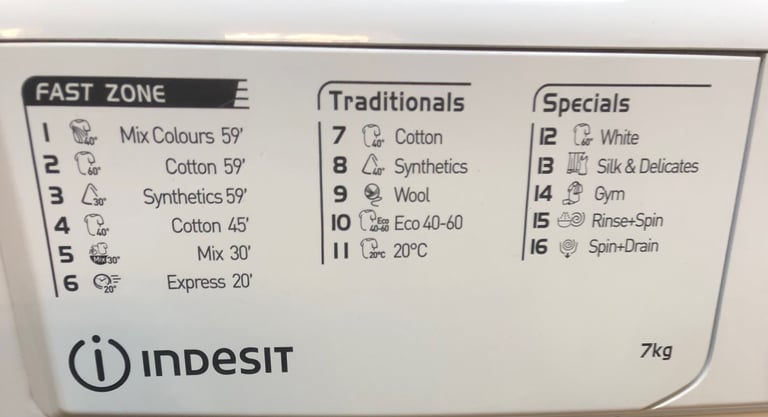 FAST ZONE
1 40° Mix Colours 59'
2 60° Cotton 59'
3 30° Synthetics 59'
4 40° Cotton 45'
5 MIX 30° Mix 30'
6 20° Express 20'
Traditionals
7 40° Cotton
8 40° Synthetics
9 Wool
10 Eco 40-60 Eco 40-60
11 20°C 20°C
Specials
12 60° White
13 Silk & Delicates
14 Gym
15 Rinse+Spin
16 Spin+Drain
i INDESIT
7kg